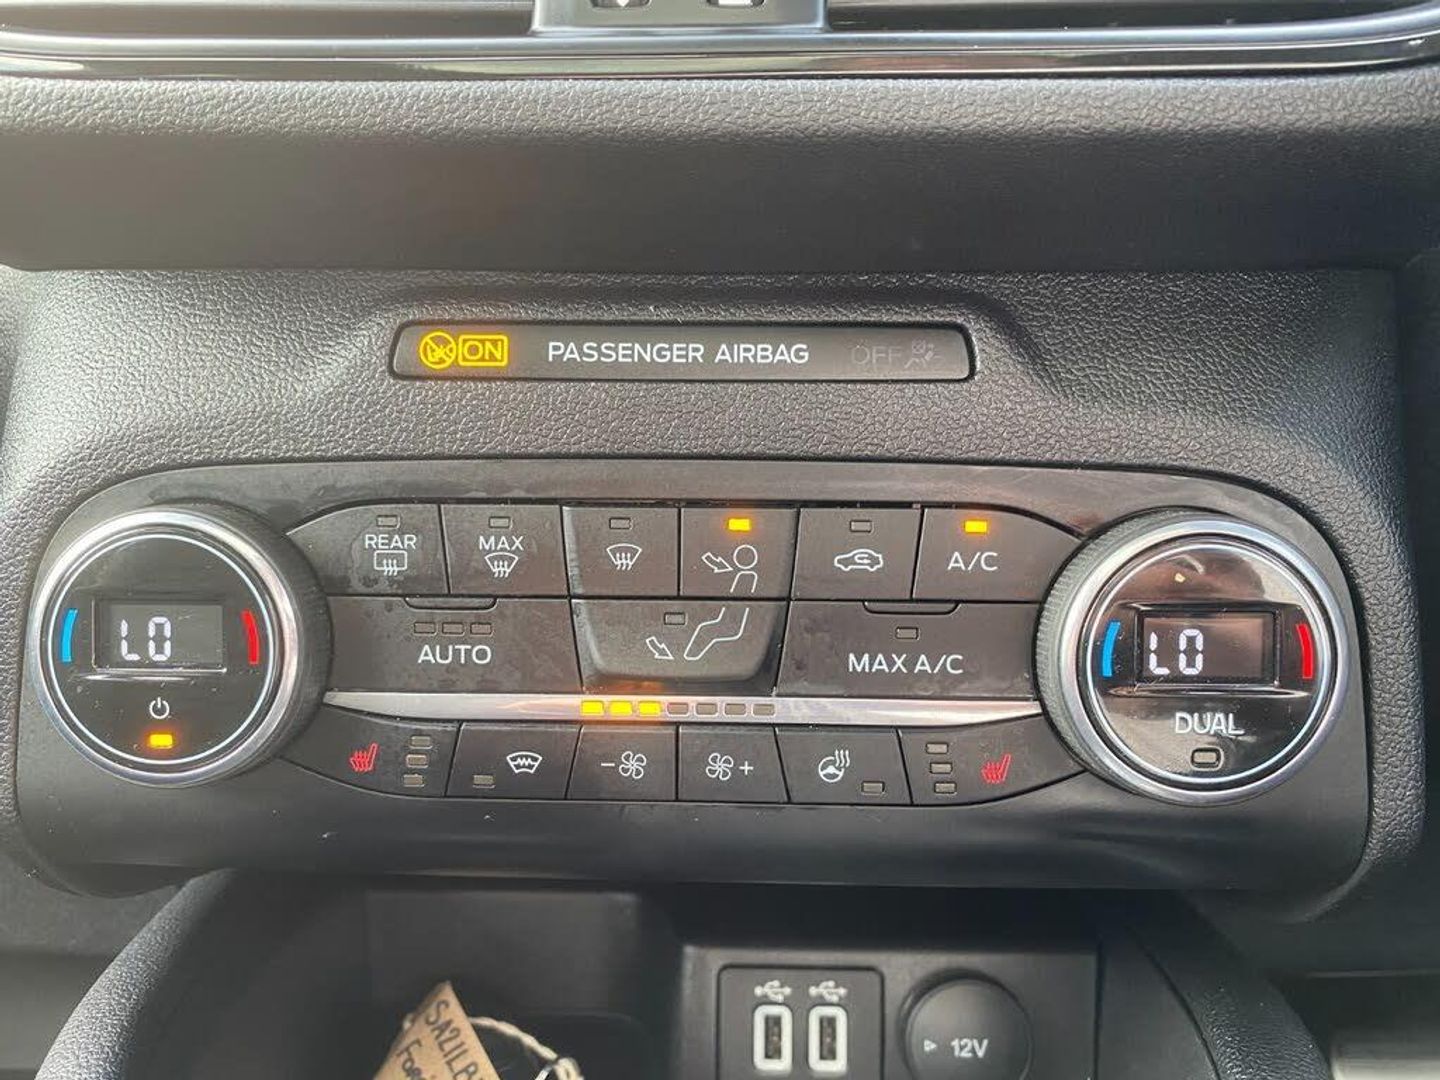 ON PASSENGER AIRBAG OFF
REAR
MAX
A/C
LO
AUTO
MAX A/C
LO
DUAL
12V